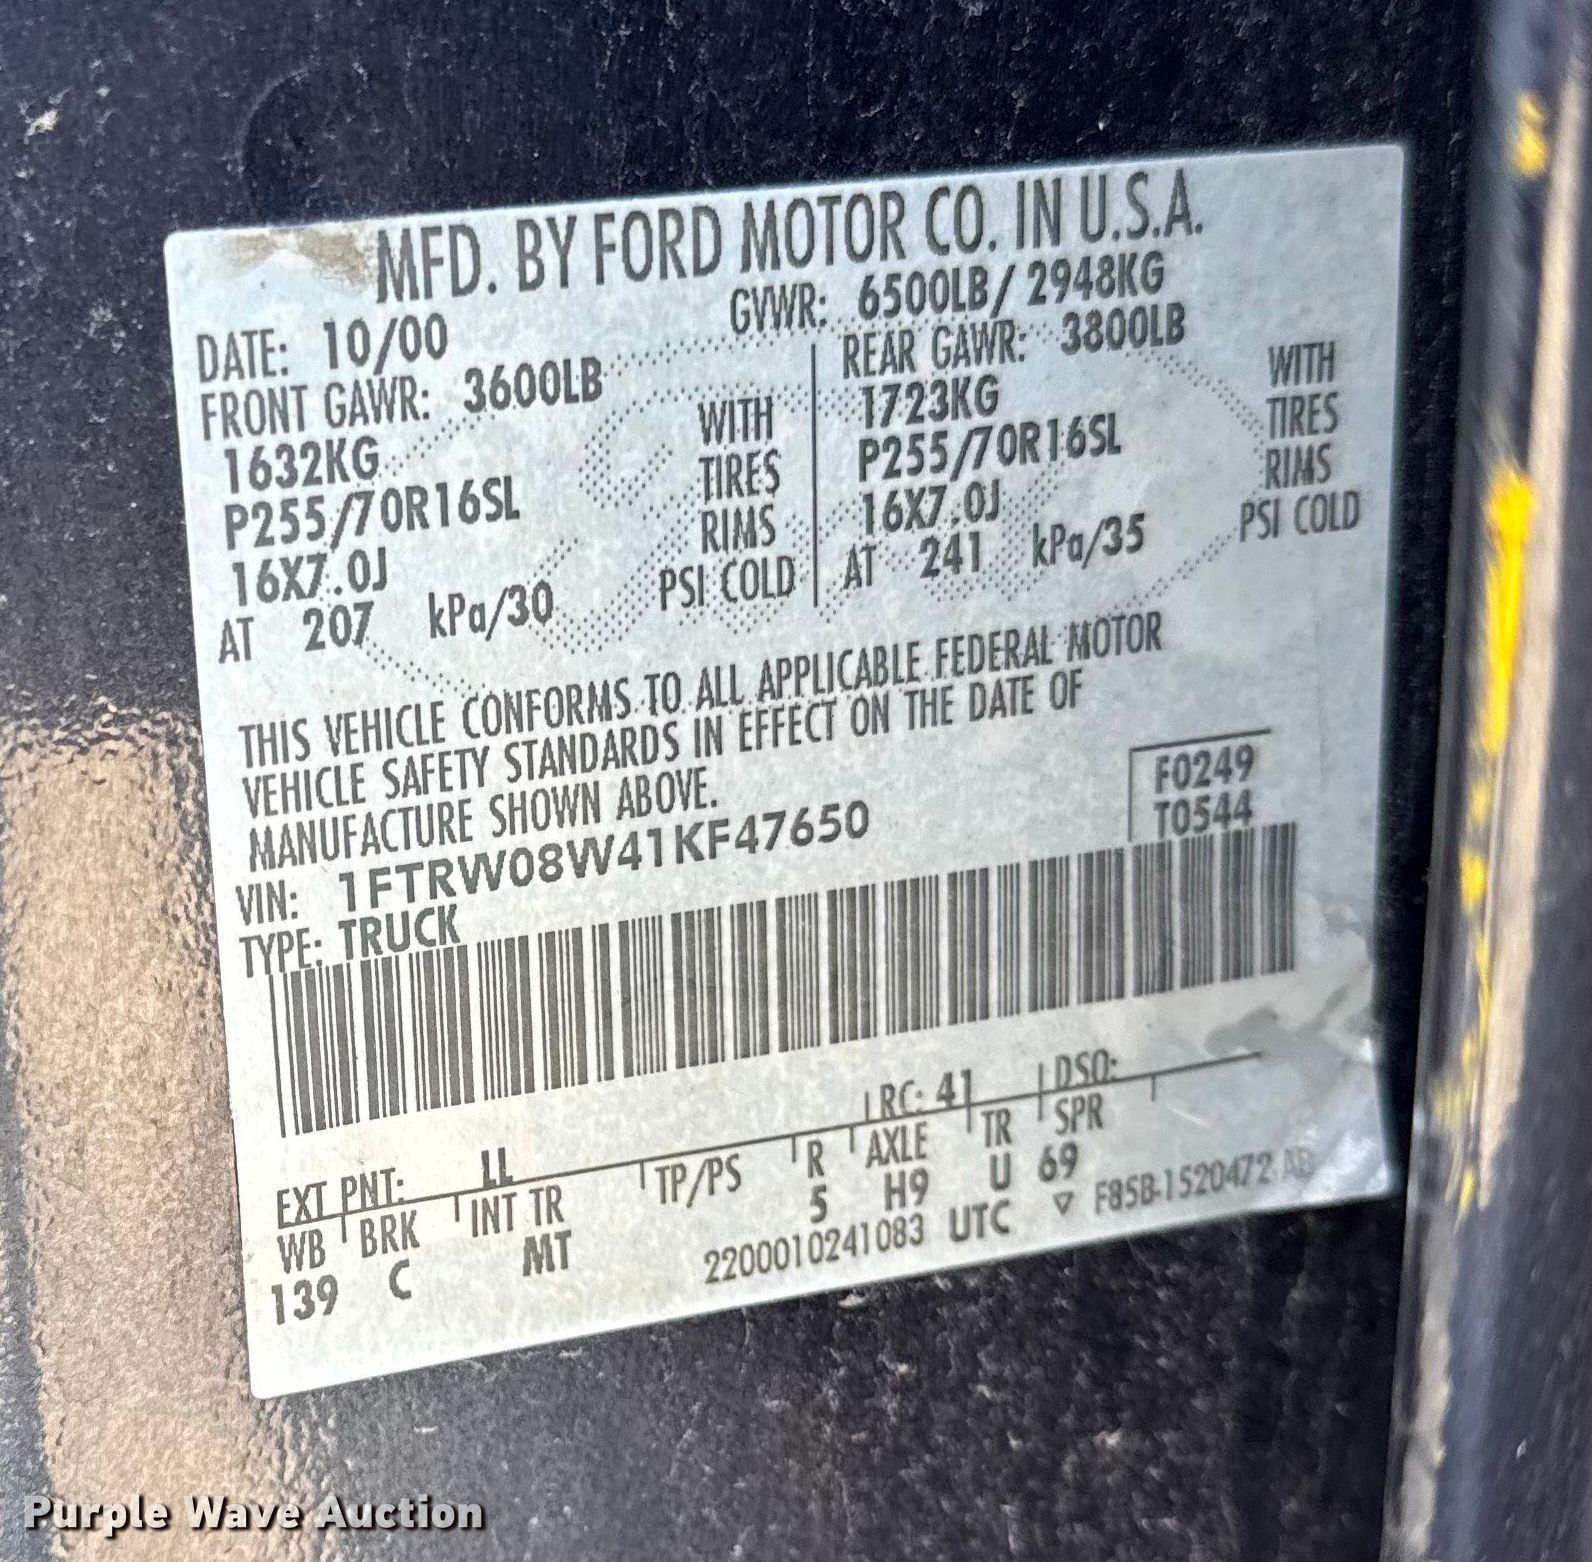 MFD. BY FORD MOTOR CO. IN U.S.A.
DATE: 10/00 GVWR: 6500LB/ 2948KG
FRONT GAWR: 3600LB REAR GAWR: 3800LB
1632KG WITH 1723KG WITH
P255/70R16SL TIRES P255/70R16SL TIRES
16X7.0J RIMS 16X7.0J RIMS
AT 207 kPa/30 PSI COLD AT 241 kPa/35 PSI COLD
THIS VEHICLE CONFORMS TO ALL APPLICABLE FEDERAL MOTOR
VEHICLE SAFETY STANDARDS IN EFFECT ON THE DATE OF
MANUFACTURE SHOWN ABOVE.
F0249
VIN: 1FTRW08W41KF47650 T0544
TYPE: TRUCK
EXT PNT: LL RC: 41 DSO:
WB BRK INT TR TP/PS R AXLE TR SPR
139 C MT 5 H9 U 69
2200010241083 UTC ▽ F85B-1520472 AB
Purple Wave Auction